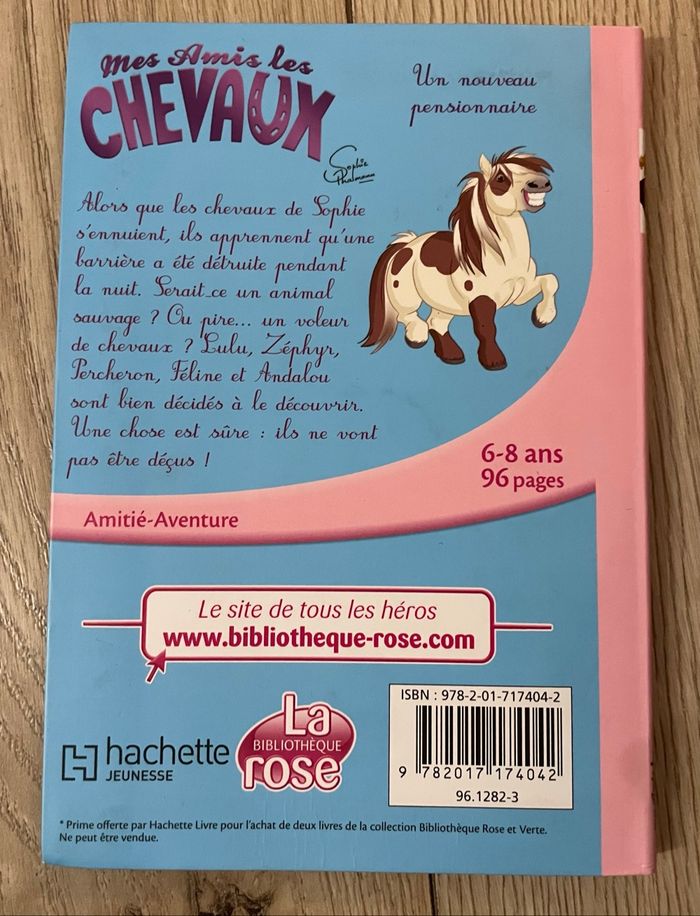 Mes Amis les
CHEVAUX
Sophie
Thalmann
Un nouveau
pensionnaire
Alors que les chevaux de Sophie
s'ennuient, ils apprennent qu'une
barrière a été détruite pendant
la nuit. Serait-ce un animal
sauvage ? Ou pire... un voleur
de chevaux ? Lulu, Zéphyr,
Percheron, Féline et Andalou
sont bien décidés à le découvrir.
Une chose est sûre : ils ne vont
pas être déçus !
6-8 ans
96 pages
Amitié-Aventure
Le site de tous les héros
www.bibliotheque-rose.com
hachette
JEUNESSE
La
BIBLIOTHÈQUE
rose
ISBN : 978-2-01-717404-2
9 782017 174042
96.1282-3
* Prime offerte par Hachette Livre pour l'achat de deux livres de la collection Bibliothèque Rose et Verte.
Ne peut être vendue.